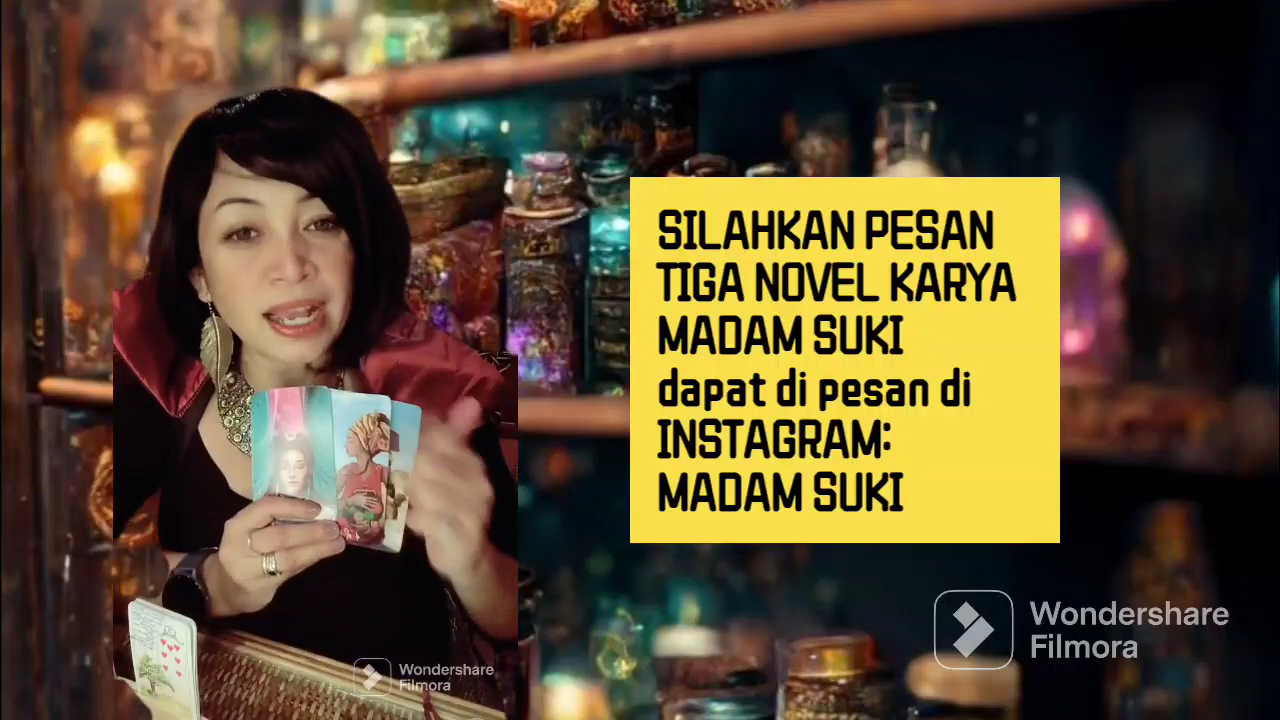 SILAHKAN PESAN
TIGA NOVEL KARYA
MADAM SUKI
dapat di pesan di
INSTAGRAM:
MADAM SUKI
Wondershare
Filmora
Wondershare
Filmora